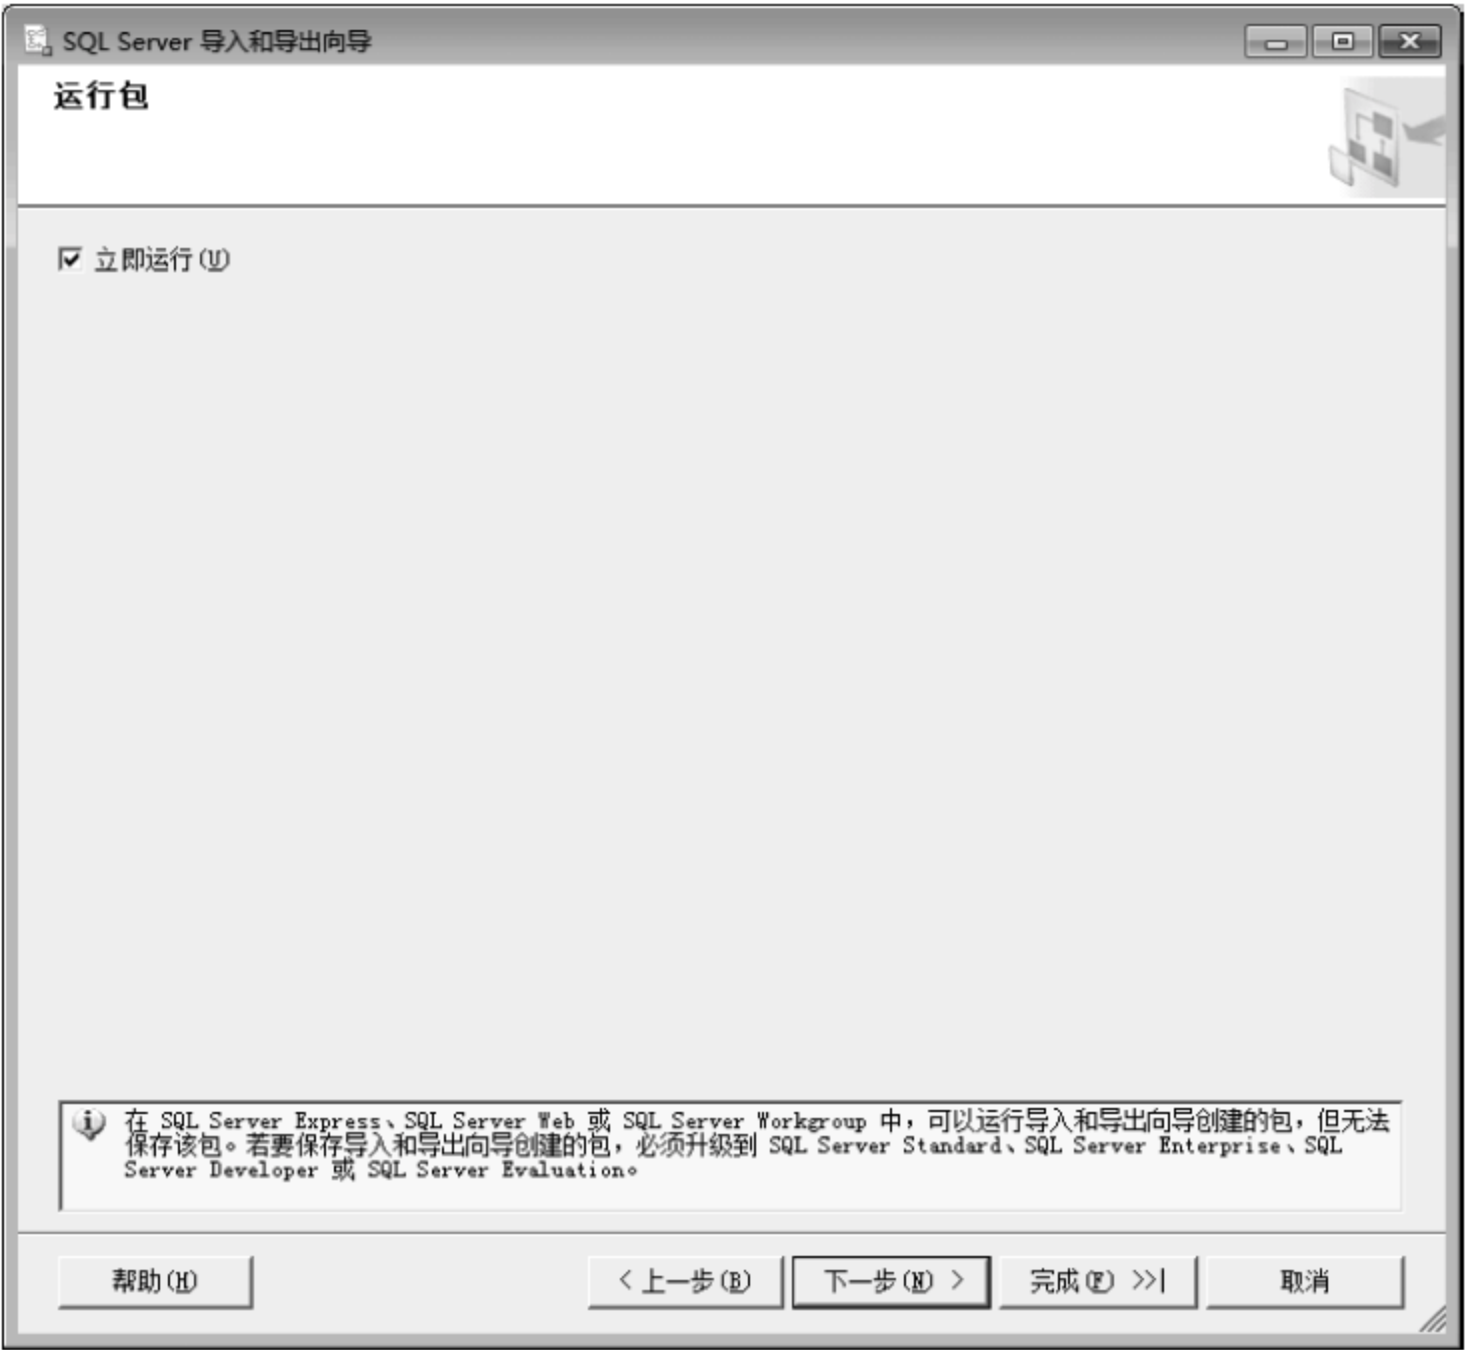 SQL Server 导入和导出向导
运行包
立即运行(U)
在 SQL Server Express、SQL Server Web 或 SQL Server Workgroup 中，可以运行导入和导出向导创建的包，但无法
保存该包。若要保存导入和导出向导创建的包，必须升级到 SQL Server Standard、SQL Server Enterprise、SQL
Server Developer 或 SQL Server Evaluation。
帮助(H) < 上一步(B) 下一步(N) > 完成(F) >>| 取消